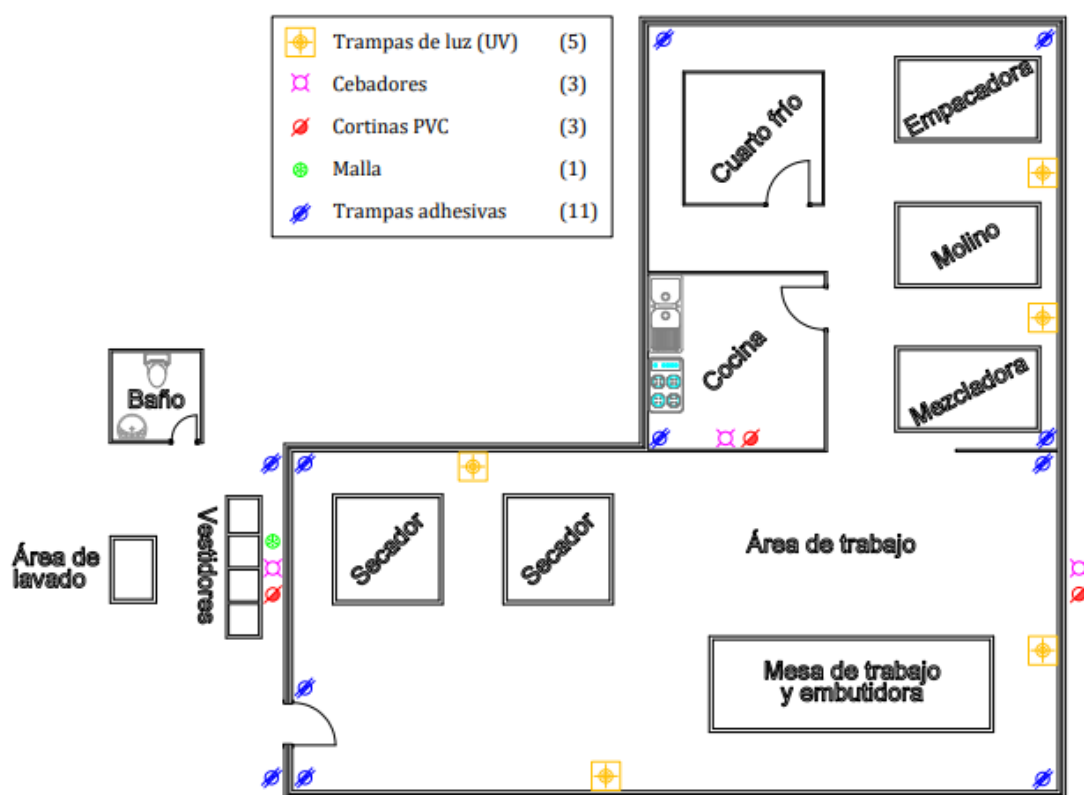 Trampas de luz (UV) (5)
Cebadores (3)
Cortinas PVC (3)
Malla (1)
Trampas adhesivas (11)
Cuarto frío
Empacadora
Molino
Cocina
Mezcladora
Baño
Vestidores
Área de
lavado
Secador
Secador
Área de trabajo
Mesa de trabajo
y embutidora